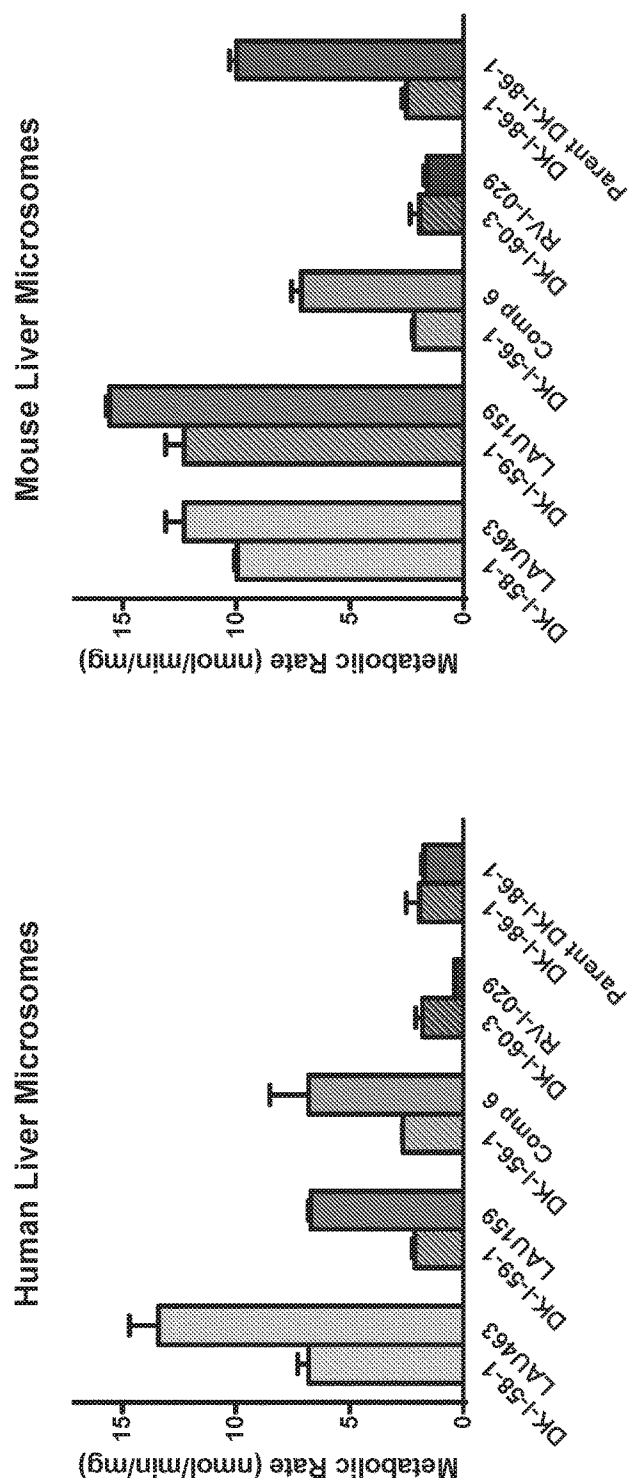 Human Liver Microsomes
Metabolic Rate (nmol/min/mg)
15
10
5
0
DK-I-58-1
LAU463
DK-I-59-1
LAU159
DK-I-56-1
Comp 6
DK-I-60-3
RV-I-029
DK-I-86-1
Parent DK-I-86-1
Mouse Liver Microsomes
Metabolic Rate (nmol/min/mg)
15
10
5
0
DK-I-58-1
LAU463
DK-I-59-1
LAU159
DK-I-56-1
Comp 6
DK-I-60-3
RV-I-029
DK-I-86-1
Parent DK-I-86-1